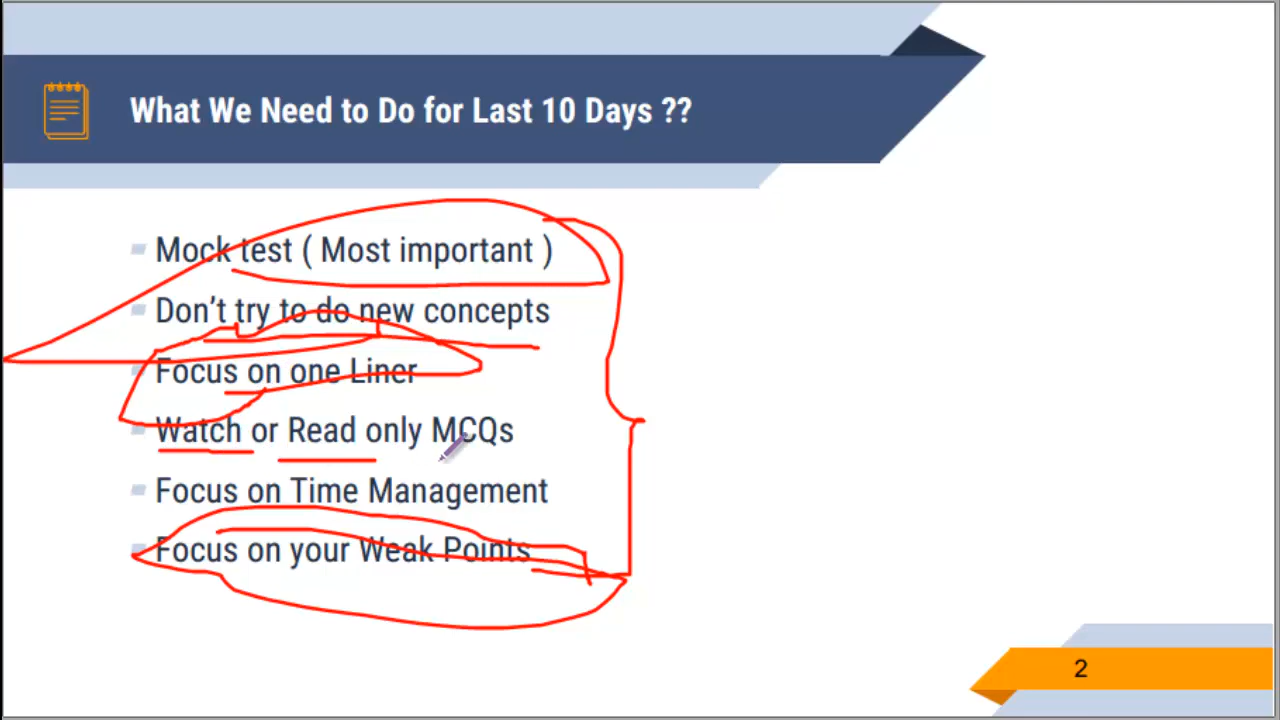 What We Need to Do for Last 10 Days ??
Mock test ( Most important )
Don't try to do new concepts
Focus on one Liner
Watch or Read only MCQs
Focus on Time Management
Focus on your Weak Points
2